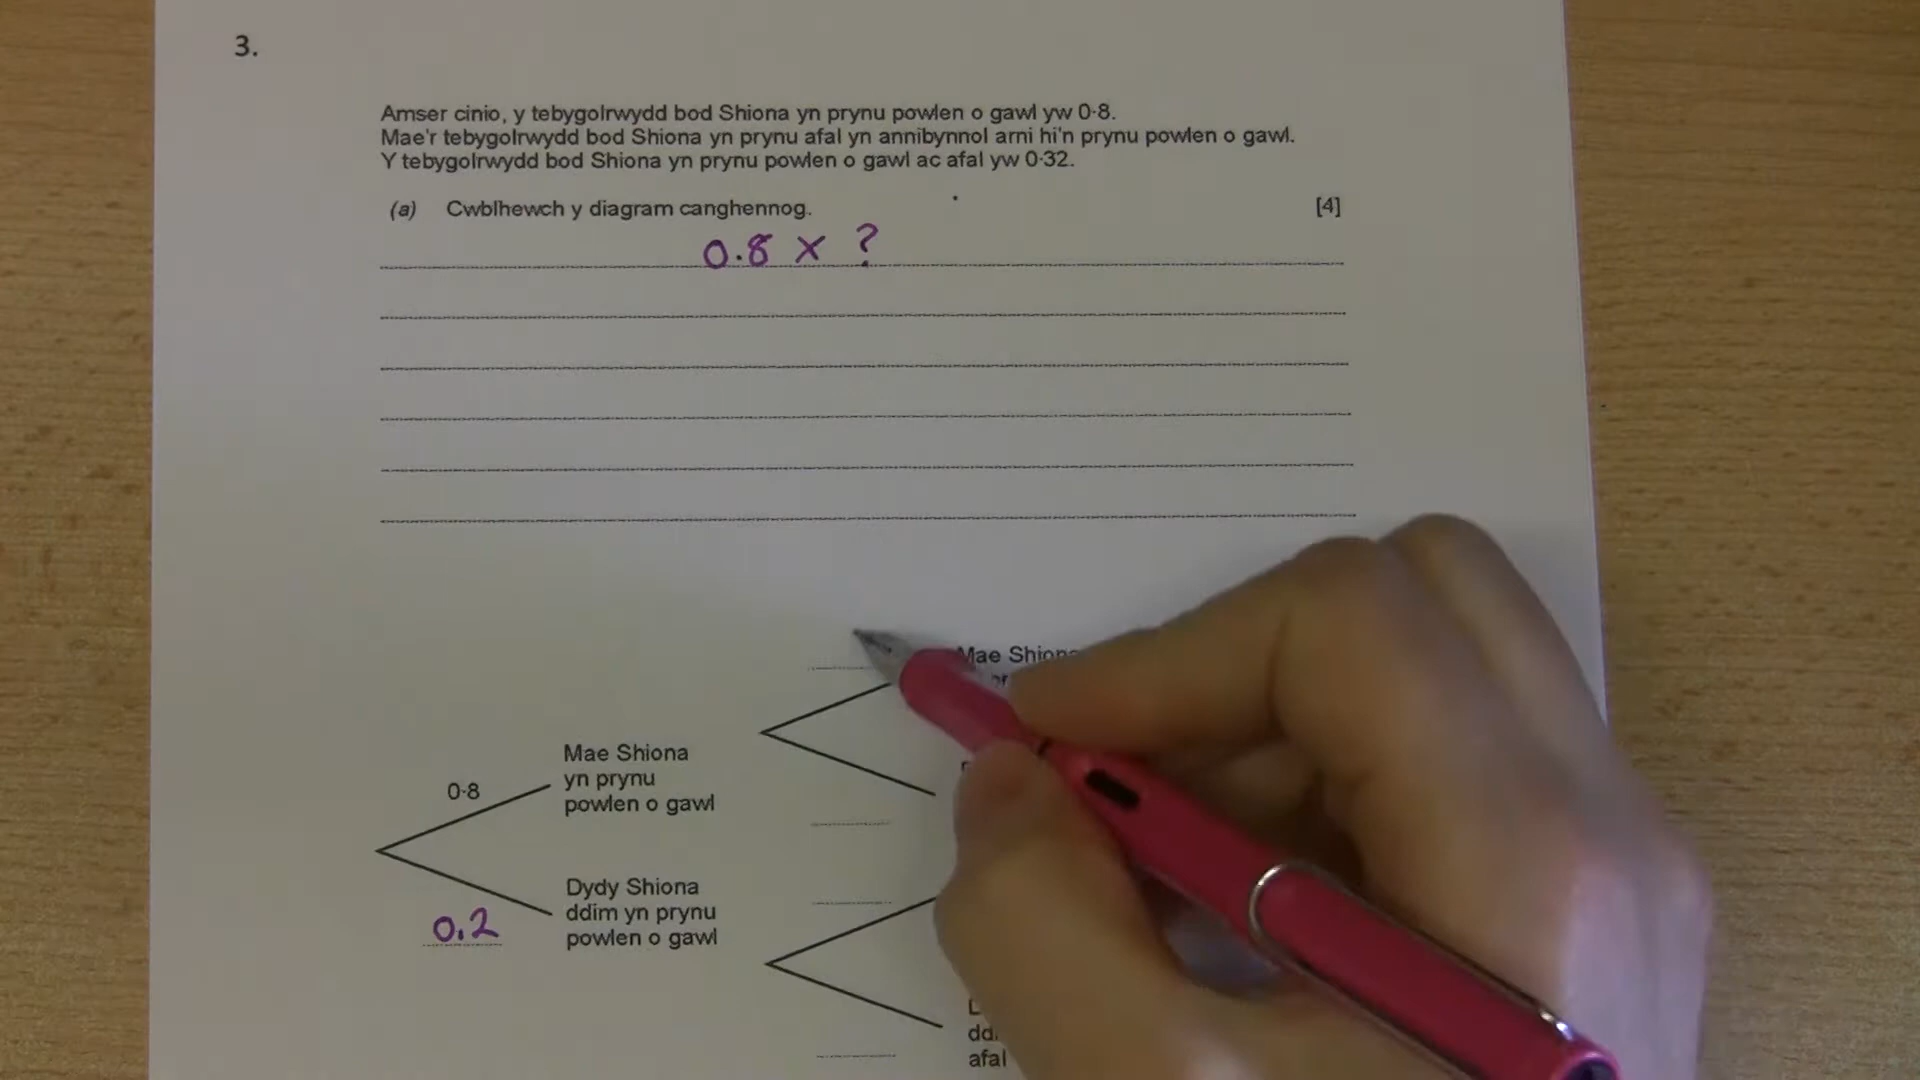 3.
Amser cinio, y tebygolrwydd bod Shiona yn prynu powlen o gawl yw 0·8.
Mae'r tebygolrwydd bod Shiona yn prynu afal yn annibynnol arni hi'n prynu powlen o gawl.
Y tebygolrwydd bod Shiona yn prynu powlen o gawl ac afal yw 0·32.
(a) Cwblhewch y diagram canghennog. [4]
0.8 x ?
Mae Shiona
Mae Shiona
yn prynu
powlen o gawl
0·8
Dydy Shiona
ddim yn prynu
powlen o gawl
0.2
afal